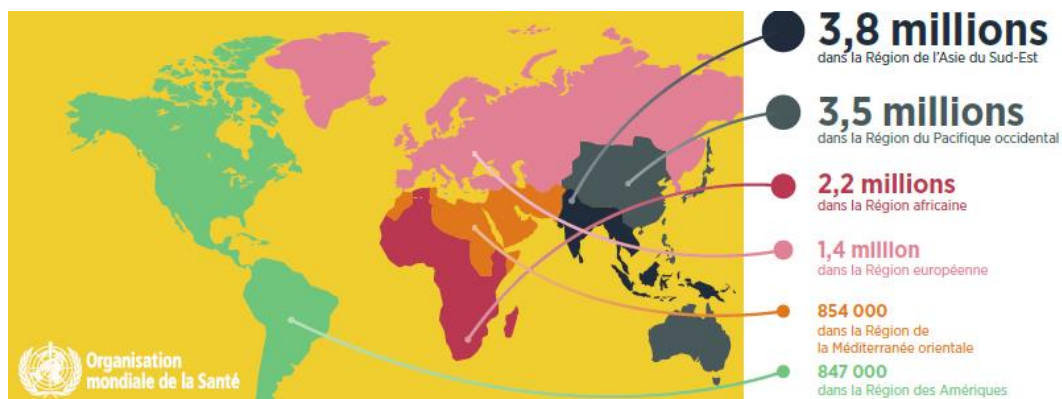 3,8 millions
dans la Région de l'Asie du Sud-Est
3,5 millions
dans la Région du Pacifique occidental
2,2 millions
dans la Région africaine
1,4 million
dans la Région européenne
854 000
dans la Région de
la Méditerranée orientale
847 000
dans la Région des Amériques
Organisation
mondiale de la Santé